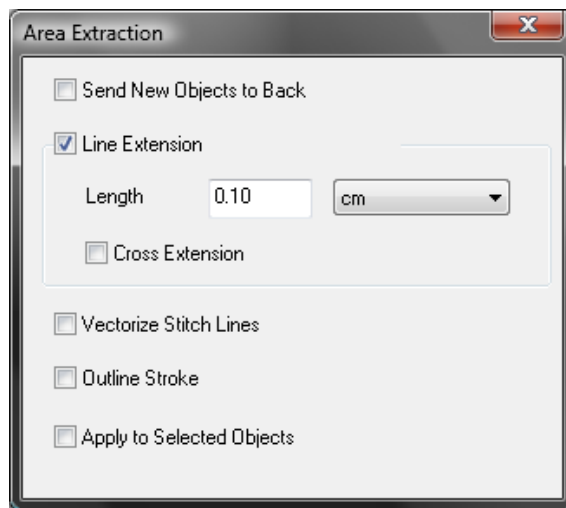 Area Extraction
Send New Objects to Back
Line Extension
Length 0.10 cm
Cross Extension
Vectorize Stitch Lines
Outline Stroke
Apply to Selected Objects